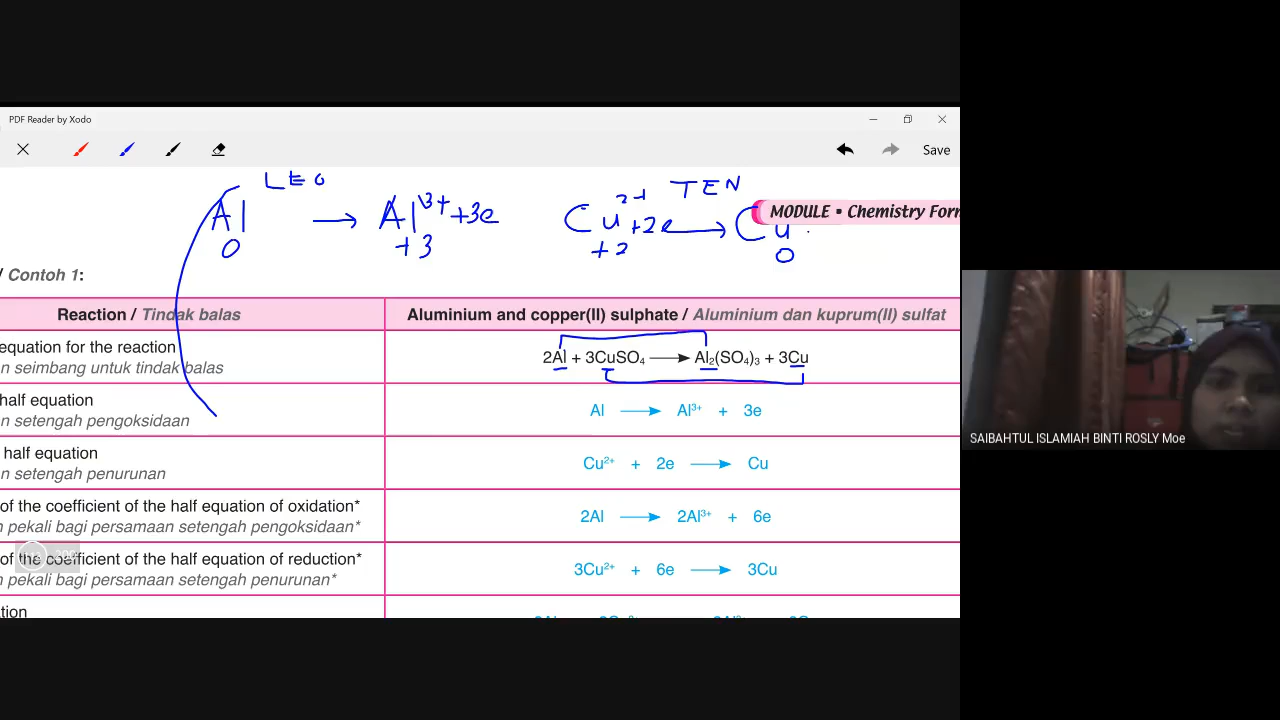 PDF Reader by Xodo
Save
LEO
TEN
Al → Al3+ +3e
0 +3
Cu2+ +2e → Cu
+2 0
MODULE • Chemistry Form
/ Contoh 1:
Reaction / Tindak balas
Aluminium and copper(II) sulphate / Aluminium dan kuprum(II) sulfat
equation for the reaction
n seimbang untuk tindak balas
2Al + 3CuSO₄ → Al₂(SO₄)₃ + 3Cu
half equation
n setengah pengoksidaan
Al → Al³⁺ + 3e
half equation
n setengah penurunan
Cu²⁺ + 2e → Cu
of the coefficient of the half equation of oxidation*
n pekali bagi persamaan setengah pengoksidaan*
2Al → 2Al³⁺ + 6e
of the coefficient of the half equation of reduction*
pekali bagi persamaan setengah penurunan*
3Cu²⁺ + 6e → 3Cu
tion
SAIBAHTUL ISLAMIAH BINTI ROSLY Moe